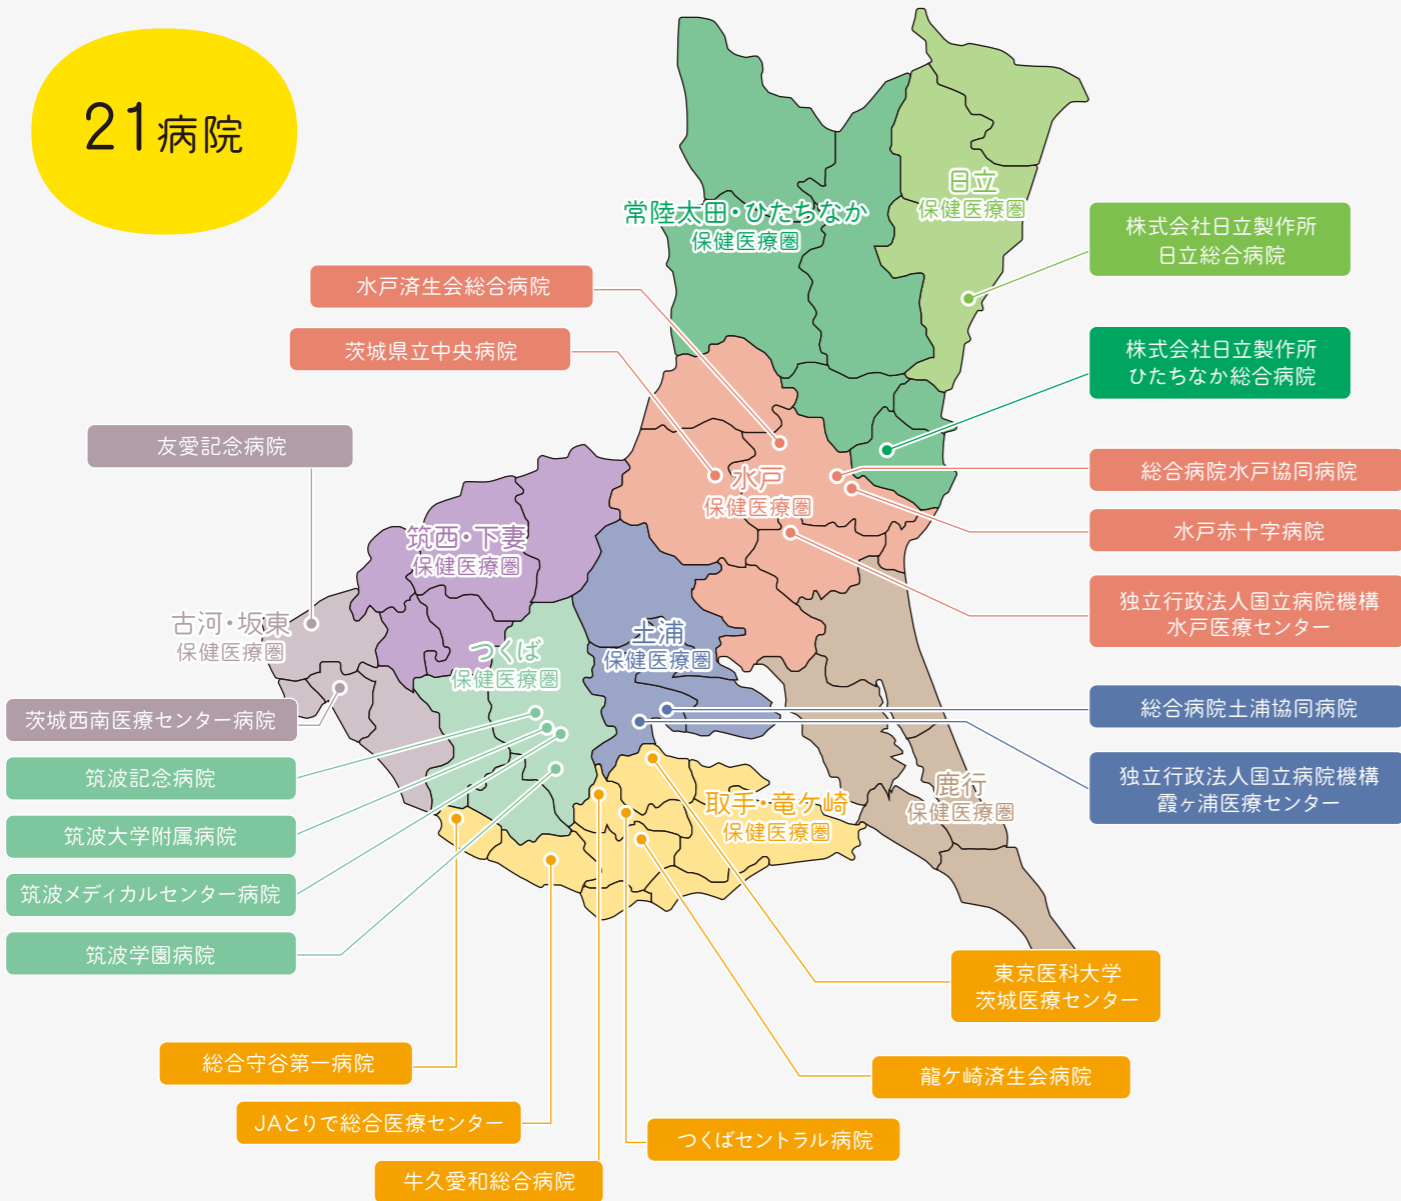 21病院
日立
保健医療圏
常陸太田・ひたちなか
保健医療圏
株式会社日立製作所
日立総合病院
水戸済生会総合病院
茨城県立中央病院
株式会社日立製作所
ひたちなか総合病院
友愛記念病院
総合病院水戸協同病院
水戸
保健医療圏
水戸赤十字病院
筑西・下妻
保健医療圏
独立行政法人国立病院機構
水戸医療センター
古河・坂東
保健医療圏
つくば
保健医療圏
土浦
保健医療圏
茨城西南医療センター病院
総合病院土浦協同病院
筑波記念病院
独立行政法人国立病院機構
霞ヶ浦医療センター
鹿行
保健医療圏
取手・竜ケ崎
保健医療圏
筑波大学附属病院
筑波メディカルセンター病院
筑波学園病院
東京医科大学
茨城医療センター
総合守谷第一病院
龍ケ崎済生会病院
JAとりで総合医療センター
つくばセントラル病院
牛久愛和総合病院